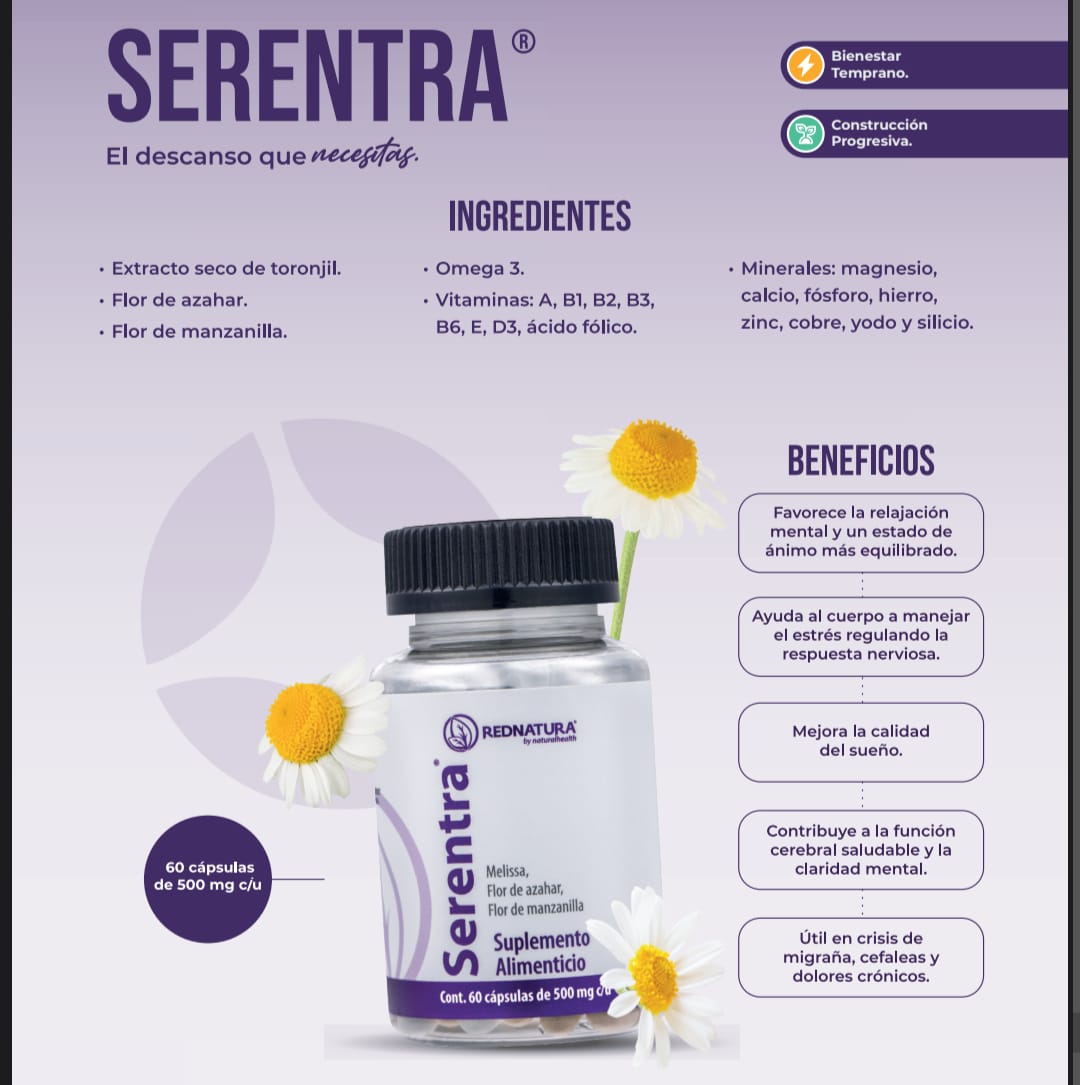 SERENTRA®
El descanso que necesitas.
Bienestar
Temprano.
Construcción
Progresiva.
INGREDIENTES
• Extracto seco de toronjil.
• Flor de azahar.
• Flor de manzanilla.
• Omega 3.
• Vitaminas: A, B1, B2, B3,
B6, E, D3, ácido fólico.
• Minerales: magnesio,
calcio, fósforo, hierro,
zinc, cobre, yodo y silicio.
BENEFICIOS
Favorece la relajación
mental y un estado de
ánimo más equilibrado.
Ayuda al cuerpo a manejar
el estrés regulando la
respuesta nerviosa.
Mejora la calidad
del sueño.
Contribuye a la función
cerebral saludable y la
claridad mental.
Útil en crisis de
migraña, cefaleas y
dolores crónicos.
60 cápsulas
de 500 mg c/u
REDNATURA®
by naturalhealth
Serentra®
Melissa,
Flor de azahar,
Flor de manzanilla
Suplemento
Alimenticio
Cont. 60 cápsulas de 500 mg c/u